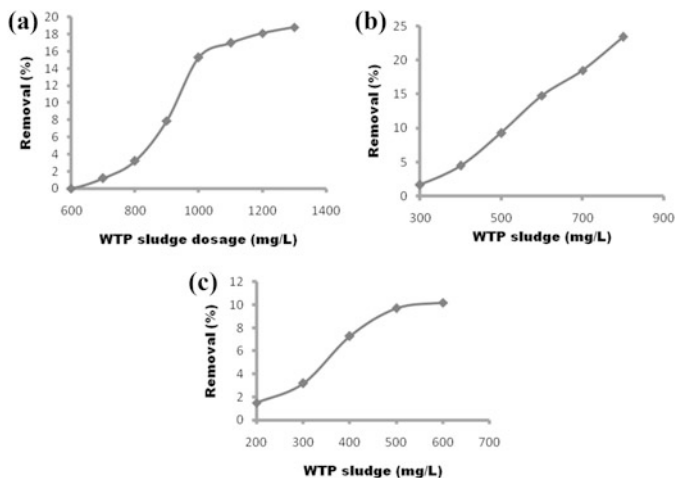 (a)
20
18
16
14
12
10
8
6
4
2
0
Removal (%)
600 800 1000 1200 1400
WTP sludge dosage (mg/L)
(b)
25
20
15
10
5
0
Removal (%)
300 500 700 900
WTP sludge (mg/L)
(c)
12
10
8
6
4
2
0
Removal (%)
200 300 400 500 600 700
WTP sludge (mg/L)